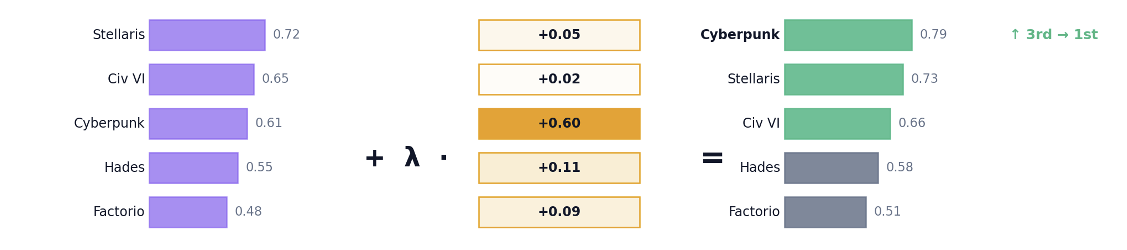 Stellaris 0.72 +0.05 Cyberpunk 0.79 ↑ 3rd → 1st
Civ VI 0.65 +0.02 Stellaris 0.73
Cyberpunk 0.61 +0.60 Civ VI 0.66
+ λ · =
Hades 0.55 +0.11 Hades 0.58
Factorio 0.48 +0.09 Factorio 0.51